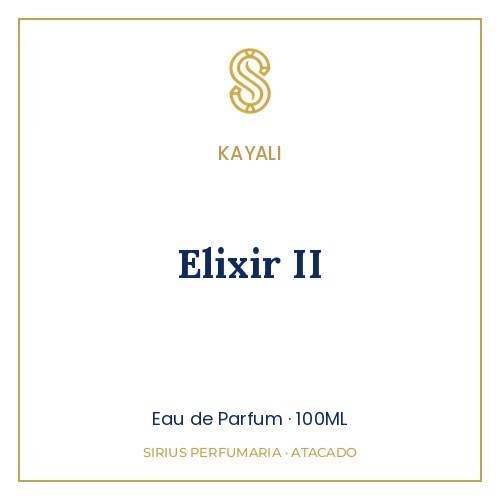 KAYALI
Elixir II
Eau de Parfum · 100ML
SIRIUS PERFUMARIA · ATACADO